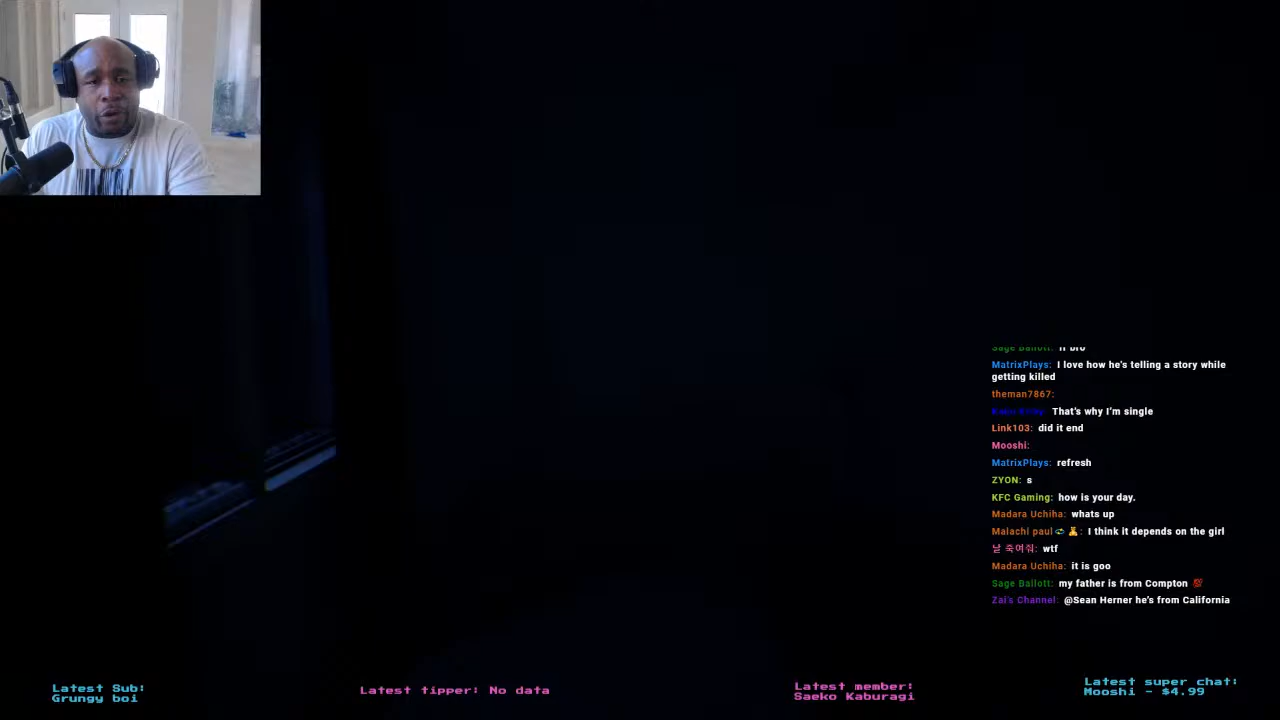 MatrixPlays: I love how he's telling a story while
getting killed
theman7867:
That's why I'm single
Link103: did it end
Mooshi:
MatrixPlays: refresh
ZYON: s
KFC Gaming: how is your day.
Madara Uchiha: whats up
Malachi paul: I think it depends on the girl
날 죽여줘: wtf
Madara Uchiha: it is goo
Sage Ballott: my father is from Compton 💯
Zai's Channel: @Sean Herner he's from California
Latest Sub:
Grungy boi
Latest tipper: No data
Latest member:
Saeko Kaburagi
Latest super chat:
Mooshi - $4.99